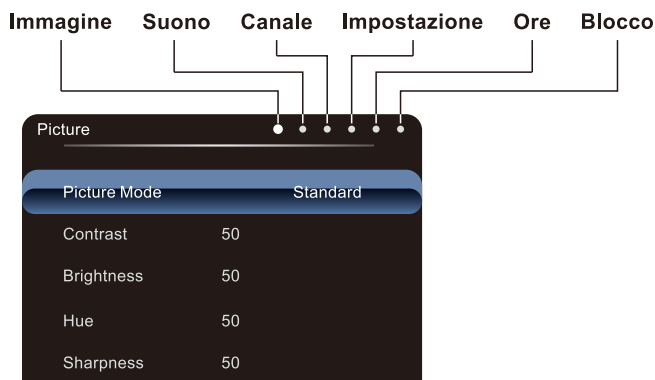 Immagine Suono Canale Impostazione Ore Blocco
Picture
Picture Mode Standard
Contrast 50
Brightness 50
Hue 50
Sharpness 50